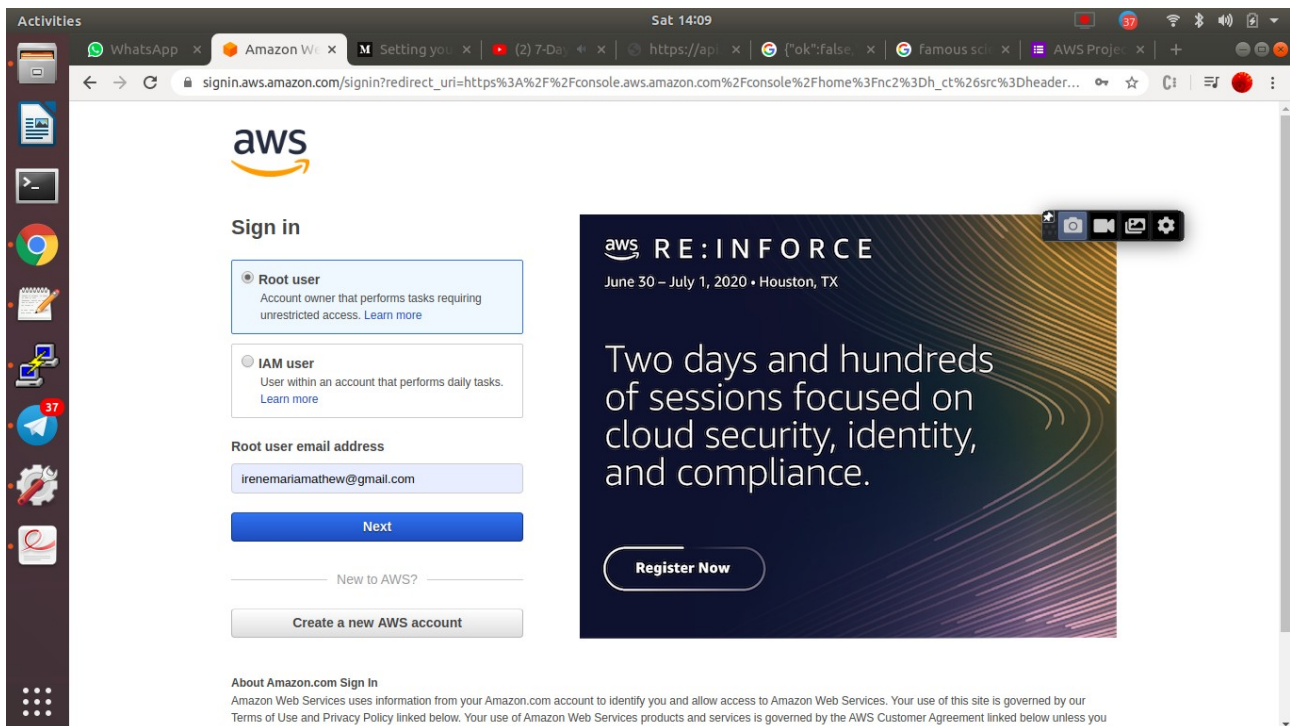 Activities
Sat 14:09
37
WhatsApp
Amazon We
Setting you
(2) 7-Day
https://api
{"ok":false,"
famous scie
AWS Projec
signin.aws.amazon.com/signin?redirect_uri=https%3A%2F%2Fconsole.aws.amazon.com%2Fconsole%2Fhome%3Fnc2%3Dh_ct%26src%3Dheader...
aws
Sign in
Root user
Account owner that performs tasks requiring
unrestricted access. Learn more
IAM user
User within an account that performs daily tasks.
Learn more
Root user email address
irenemariamathew@gmail.com
Next
New to AWS?
Create a new AWS account
aws RE:INFORCE
June 30 – July 1, 2020 • Houston, TX
Two days and hundreds
of sessions focused on
cloud security, identity,
and compliance.
Register Now
37
About Amazon.com Sign In
Amazon Web Services uses information from your Amazon.com account to identify you and allow access to Amazon Web Services. Your use of this site is governed by our
Terms of Use and Privacy Policy linked below. Your use of Amazon Web Services products and services is governed by the AWS Customer Agreement linked below unless you